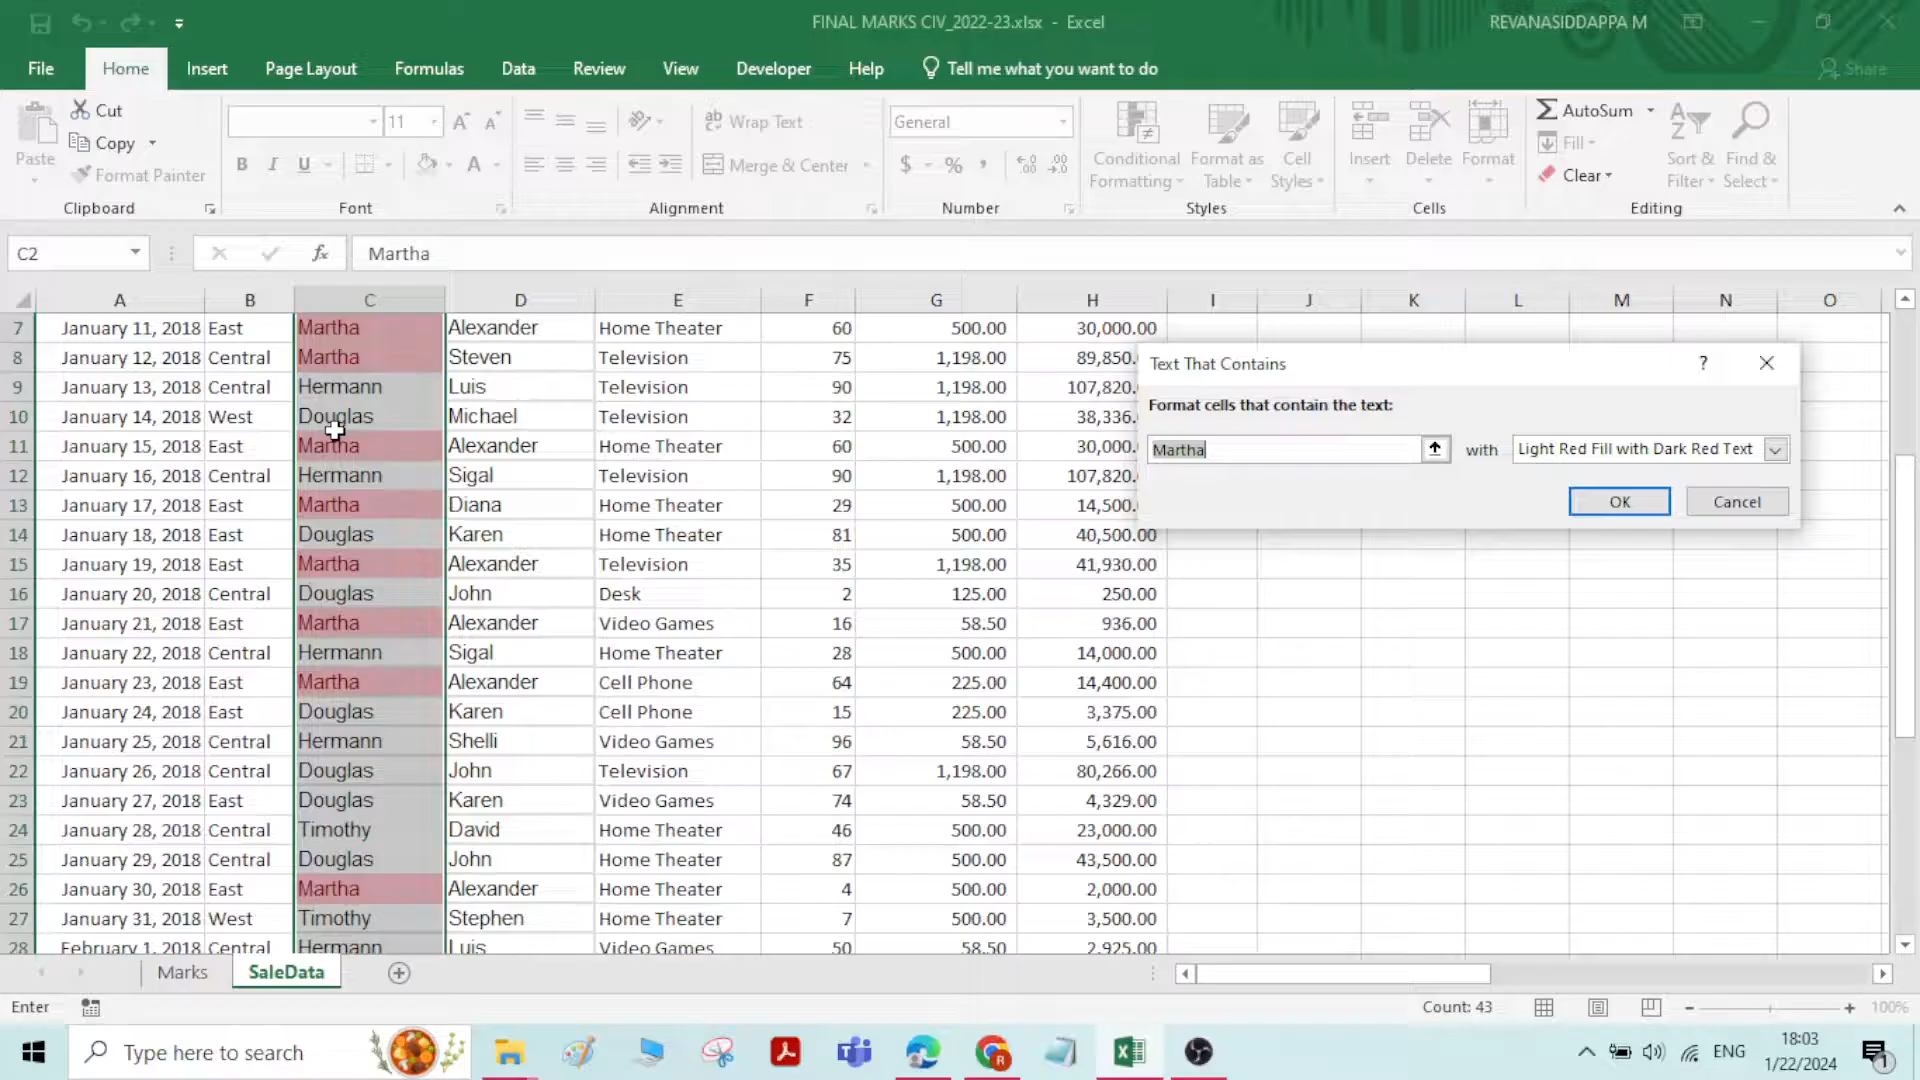 FINAL MARKS CIV_2022-23.xlsx - Excel
REVANASIDDAPPA M
File Home Insert Page Layout Formulas Data Review View Developer Help Tell me what you want to do Share
Paste Cut Copy Format Painter
11
B I U A
ab Wrap Text
Merge & Center
General
$ % ,
Conditional Formatting
Format as Table
Cell Styles
Insert Delete Format
AutoSum
Fill
Clear
Sort & Filter
Find & Select
Clipboard Font Alignment Number Styles Cells Editing
C2 fx Martha
A B C D E F G H I J K L M N O
7 January 11, 2018 East Martha Alexander Home Theater 60 500.00 30,000.00
8 January 12, 2018 Central Martha Steven Television 75 1,198.00 89,850.
9 January 13, 2018 Central Hermann Luis Television 90 1,198.00 107,820.
10 January 14, 2018 West Douglas Michael Television 32 1,198.00 38,336.
11 January 15, 2018 East Martha Alexander Home Theater 60 500.00 30,000.
12 January 16, 2018 Central Hermann Sigal Television 90 1,198.00 107,820.
13 January 17, 2018 East Martha Diana Home Theater 29 500.00 14,500.
14 January 18, 2018 East Douglas Karen Home Theater 81 500.00 40,500.00
15 January 19, 2018 East Martha Alexander Television 35 1,198.00 41,930.00
16 January 20, 2018 Central Douglas John Desk 2 125.00 250.00
17 January 21, 2018 East Martha Alexander Video Games 16 58.50 936.00
18 January 22, 2018 Central Hermann Sigal Home Theater 28 500.00 14,000.00
19 January 23, 2018 East Martha Alexander Cell Phone 64 225.00 14,400.00
20 January 24, 2018 East Douglas Karen Cell Phone 15 225.00 3,375.00
21 January 25, 2018 Central Hermann Shelli Video Games 96 58.50 5,616.00
22 January 26, 2018 Central Douglas John Television 67 1,198.00 80,266.00
23 January 27, 2018 East Douglas Karen Video Games 74 58.50 4,329.00
24 January 28, 2018 Central Timothy David Home Theater 46 500.00 23,000.00
25 January 29, 2018 Central Douglas John Home Theater 87 500.00 43,500.00
26 January 30, 2018 East Martha Alexander Home Theater 4 500.00 2,000.00
27 January 31, 2018 West Timothy Stephen Home Theater 7 500.00 3,500.00
28 February 1, 2018 Central Hermann Luis Video Games 50 58.50 2,925.00
Text That Contains ?
Format cells that contain the text:
Martha with Light Red Fill with Dark Red Text
OK Cancel
Marks SaleData
Enter Count: 43 100%
Type here to search
ENG 18:03
1/22/2024
1